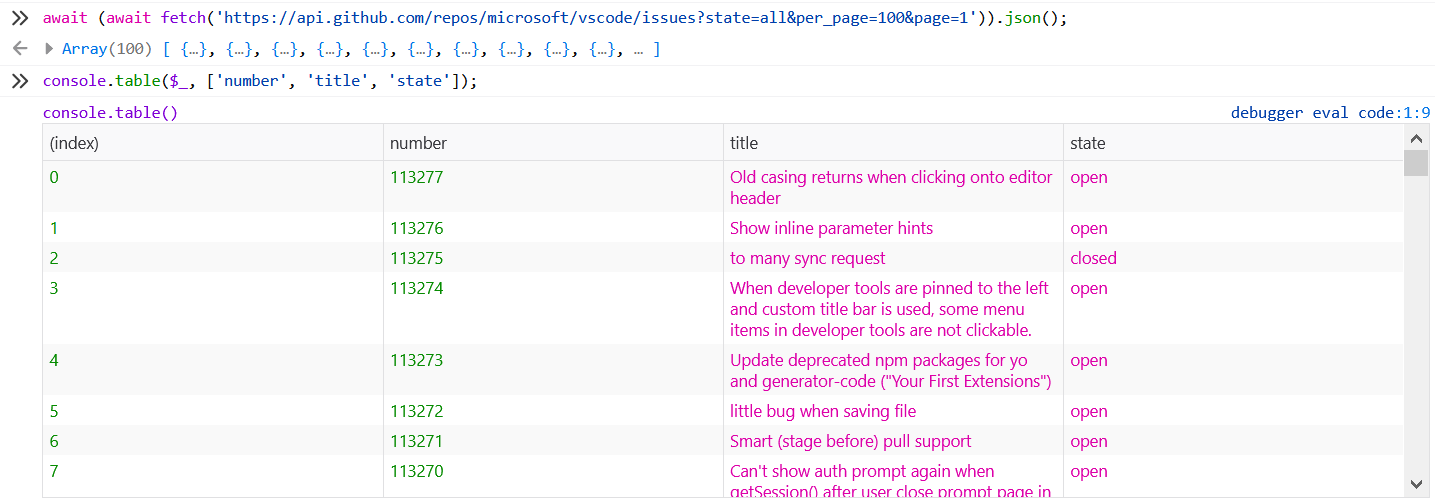 await (await fetch('https://api.github.com/repos/microsoft/vscode/issues?state=all&per_page=100&page=1')).json();
Array(100) [ {…}, {…}, {…}, {…}, {…}, {…}, {…}, {…}, {…}, {…}, … ]
console.table($_, ['number', 'title', 'state']);
console.table() debugger eval code:1:9
(index) number title state
0 113277 Old casing returns when clicking onto editor open
header
1 113276 Show inline parameter hints open
2 113275 to many sync request closed
3 113274 When developer tools are pinned to the left open
and custom title bar is used, some menu
items in developer tools are not clickable.
4 113273 Update deprecated npm packages for yo open
and generator-code ("Your First Extensions")
5 113272 little bug when saving file open
6 113271 Smart (stage before) pull support open
7 113270 Can't show auth prompt again when open
getSession() after user close prompt page in